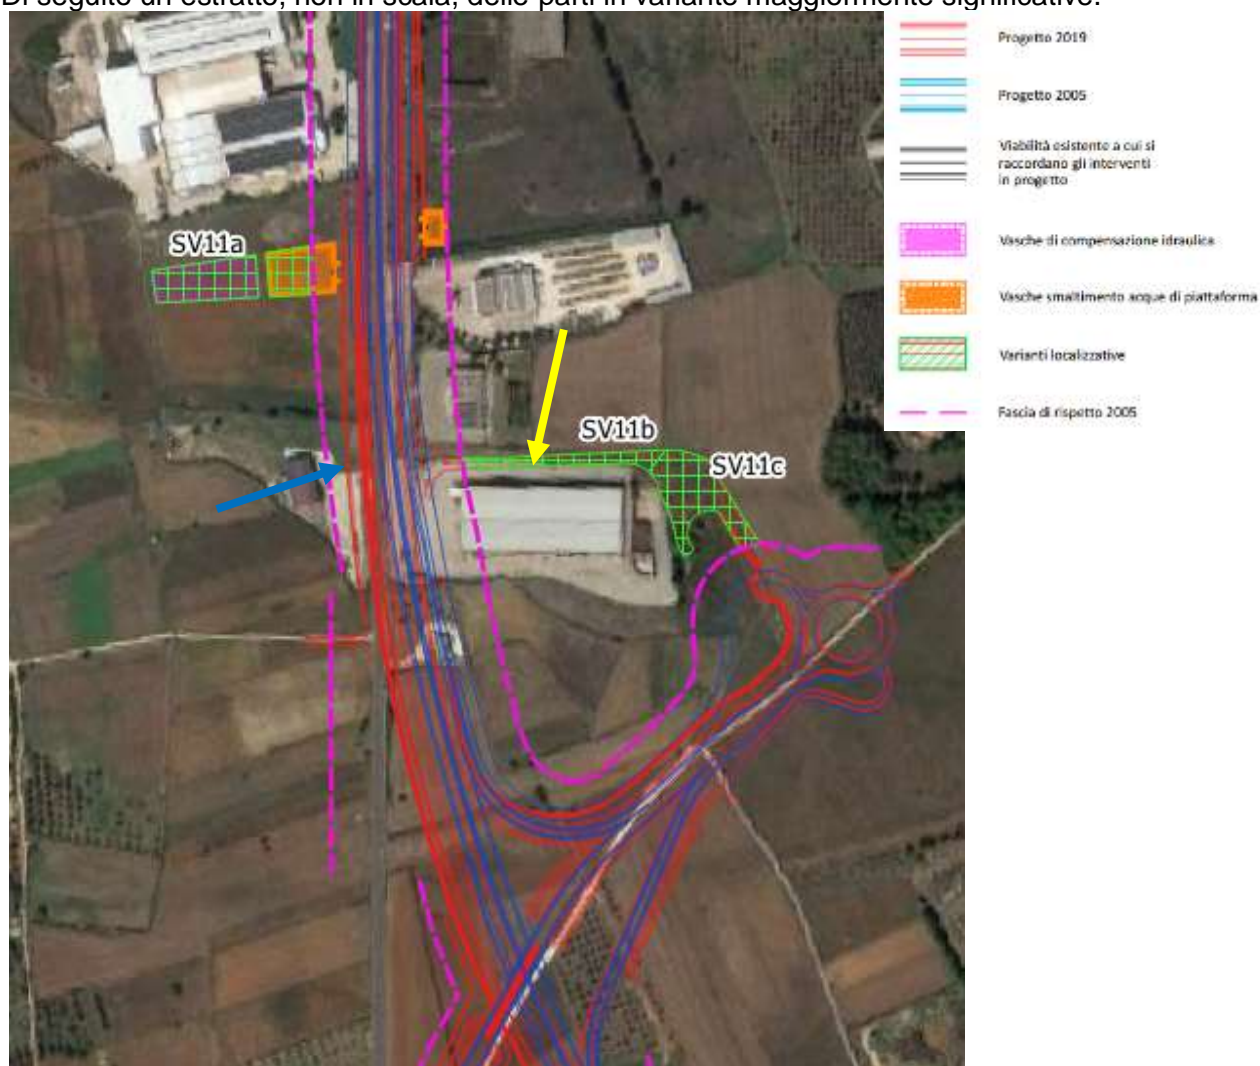 Di seguito un estratto, non in scala, delle parti in variante maggiormente significative.
Progetto 2019
Progetto 2005
Viabilità esistente a cui si
raccordano gli interventi
in progetto
Vasche di compensazione idraulica
Vasche smaltimento acque di piattaforma
Varianti localizzative
Fascia di rispetto 2005
SV11a
SV11b
SV11c